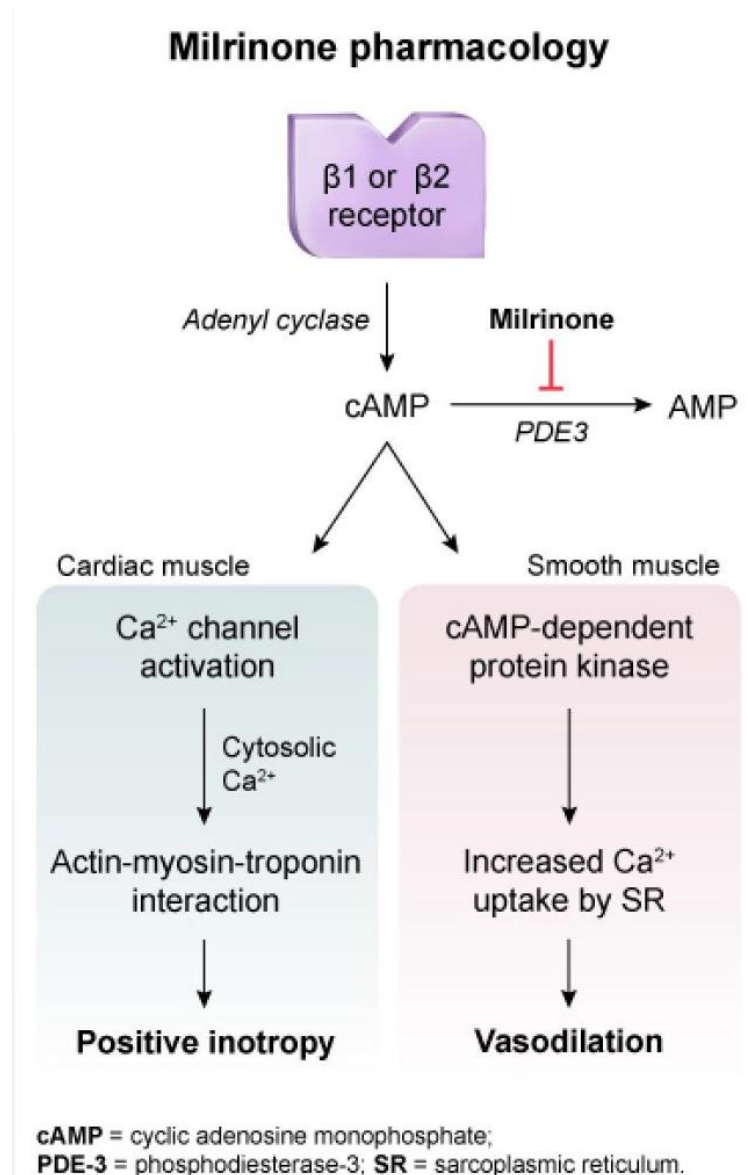 Milrinone pharmacology
β1 or β2
receptor
Adenyl cyclase
Milrinone
cAMP
AMP
PDE3
Cardiac muscle
Ca²⁺ channel
activation
Cytosolic
Ca²⁺
Actin-myosin-troponin
interaction
Positive inotropy
Smooth muscle
cAMP-dependent
protein kinase
Increased Ca²⁺
uptake by SR
Vasodilation
cAMP = cyclic adenosine monophosphate;
PDE-3 = phosphodiesterase-3; SR = sarcoplasmic reticulum.